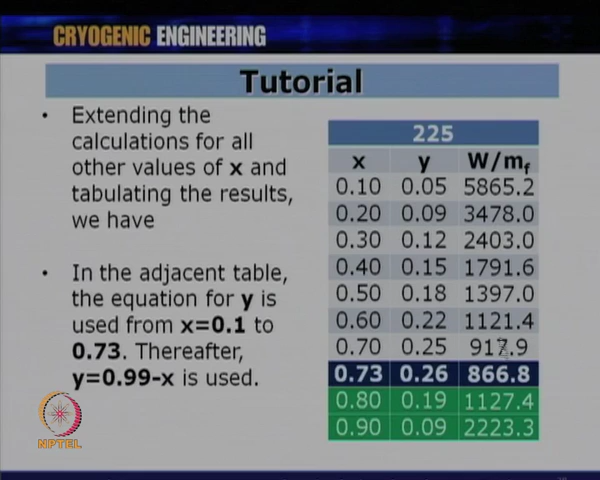 CRYOGENIC ENGINEERING
Tutorial
• Extending the
calculations for all
other values of x and
tabulating the results,
we have
• In the adjacent table,
the equation for y is
used from x=0.1 to
0.73. Thereafter,
y=0.99-x is used.
225
x y W/mf
0.10 0.05 5865.2
0.20 0.09 3478.0
0.30 0.12 2403.0
0.40 0.15 1791.6
0.50 0.18 1397.0
0.60 0.22 1121.4
0.70 0.25
0.73 0.26 866.8
0.80 0.19 1127.4
0.90 0.09 2223.3
NPTEL